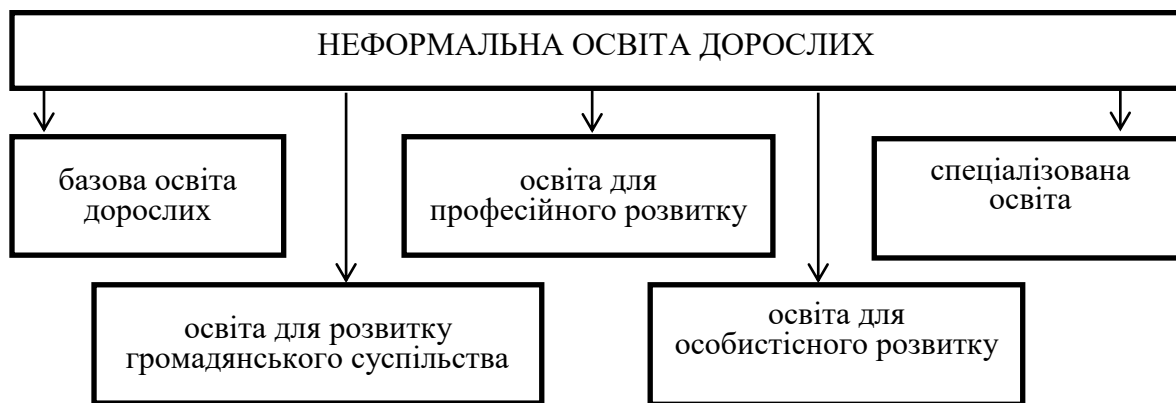 НЕФОРМАЛЬНА ОСВІТА ДОРОСЛИХ
базова освіта
дорослих
освіта для
професійного розвитку
спеціалізована
освіта
освіта для розвитку
громадянського суспільства
освіта для
особистісного розвитку